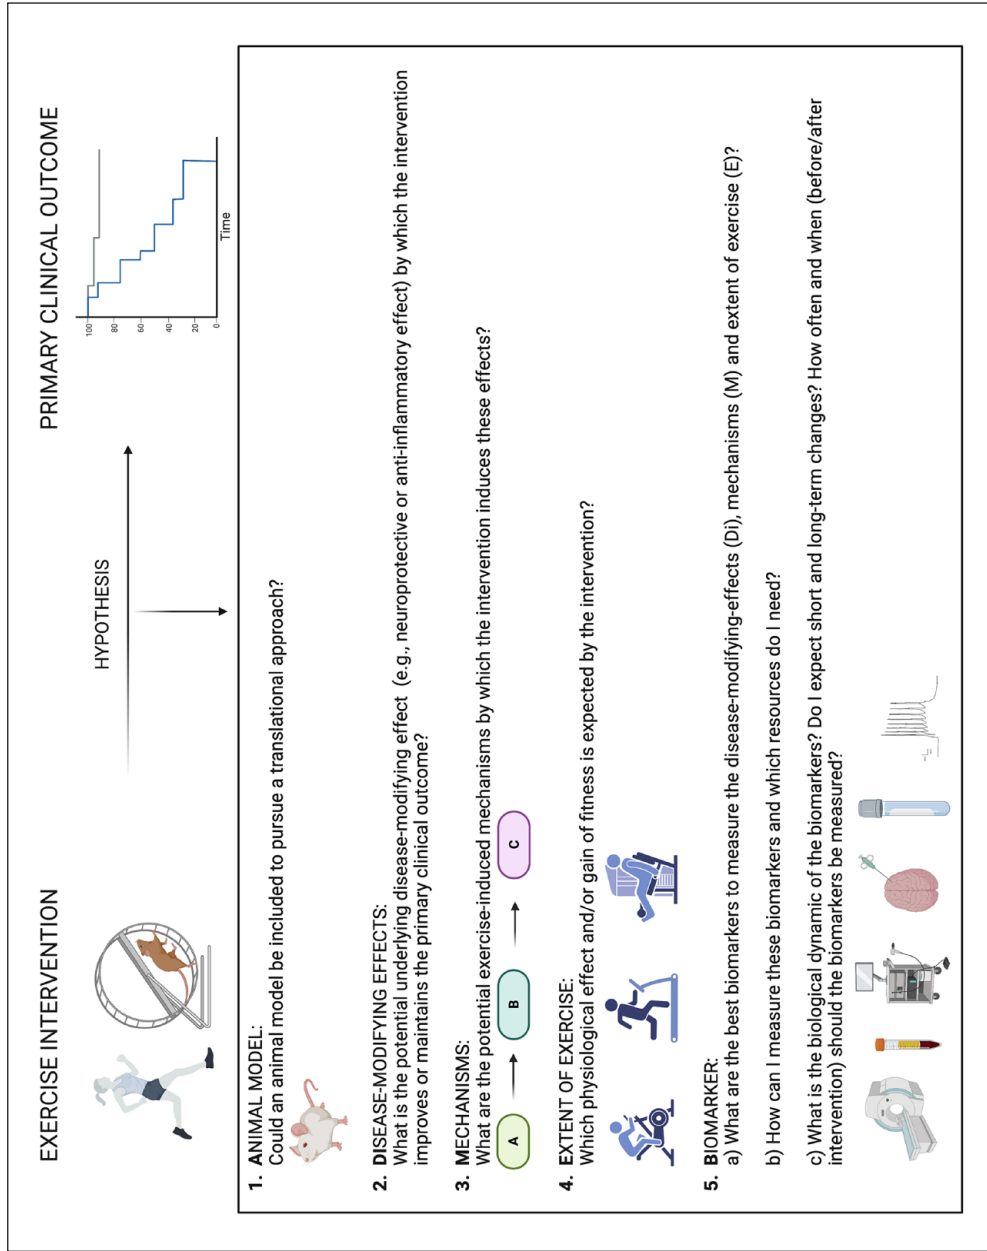 EXERCISE INTERVENTION
HYPOTHESIS
PRIMARY CLINICAL OUTCOME
100
80
60
40
20
0
Time
1. ANIMAL MODEL:
Could an animal model be included to pursue a translational approach?
2. DISEASE-MODIFYING EFFECTS:
What is the potential underlying disease-modifying effect (e.g., neuroprotective or anti-inflammatory effect) by which the intervention
improves or maintains the primary clinical outcome?
3. MECHANISMS:
What are the potential exercise-induced mechanisms by which the intervention induces these effects?
A
B
C
4. EXTENT OF EXERCISE:
Which physiological effect and/or gain of fitness is expected by the intervention?
5. BIOMARKER:
a) What are the best biomarkers to measure the disease-modifying-effects (Di), mechanisms (M) and extent of exercise (E)?
b) How can I measure these biomarkers and which resources do I need?
c) What is the biological dynamic of the biomarkers? Do I expect short and long-term changes? How often and when (before/after
intervention) should the biomarkers be measured?